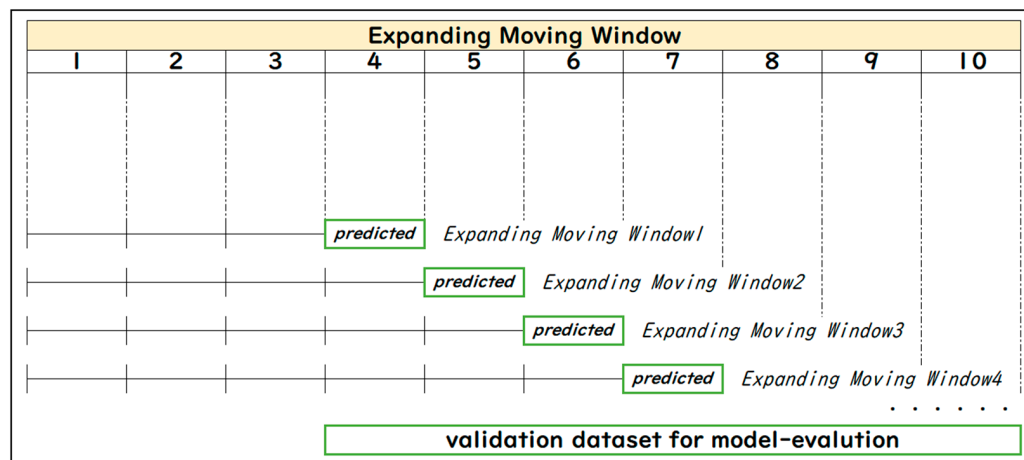 Expanding Moving Window
1 2 3 4 5 6 7 8 9 10
predicted Expanding Moving Window1
predicted Expanding Moving Window2
predicted Expanding Moving Window3
predicted Expanding Moving Window4
. . . . . .
validation dataset for model-evalution